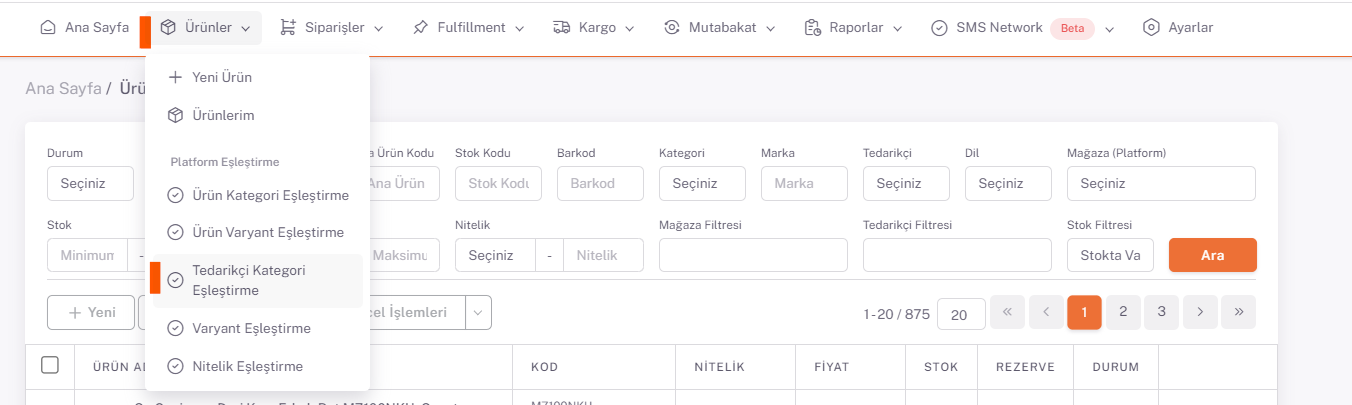 Ana Sayfa Ürünler Siparişler Fulfillment Kargo Mutabakat Raporlar SMS Network Beta Ayarlar
Ana Sayfa / Ürü
Yeni Ürün
Ürünlerim
Platform Eşleştirme
Ürün Kategori Eşleştirme
Ürün Varyant Eşleştirme
Tedarikçi Kategori
Eşleştirme
Varyant Eşleştirme
Nitelik Eşleştirme
Durum a Ürün Kodu Stok Kodu Barkod Kategori Marka Tedarikçi Dil Mağaza (Platform)
Seçiniz Ana Ürün Stok Kodu Barkod Seçiniz Marka Seçiniz Seçiniz Seçiniz
Stok Nitelik Mağaza Filtresi Tedarikçi Filtresi Stok Filtresi
Minimun - Maksimu Seçiniz - Nitelik Stokta Va Ara
+ Yeni cel İşlemleri 1-20 / 875 20 « ‹ 1 2 3 › »
ÜRÜN AD KOD NİTELİK FİYAT STOK REZERVE DURUM